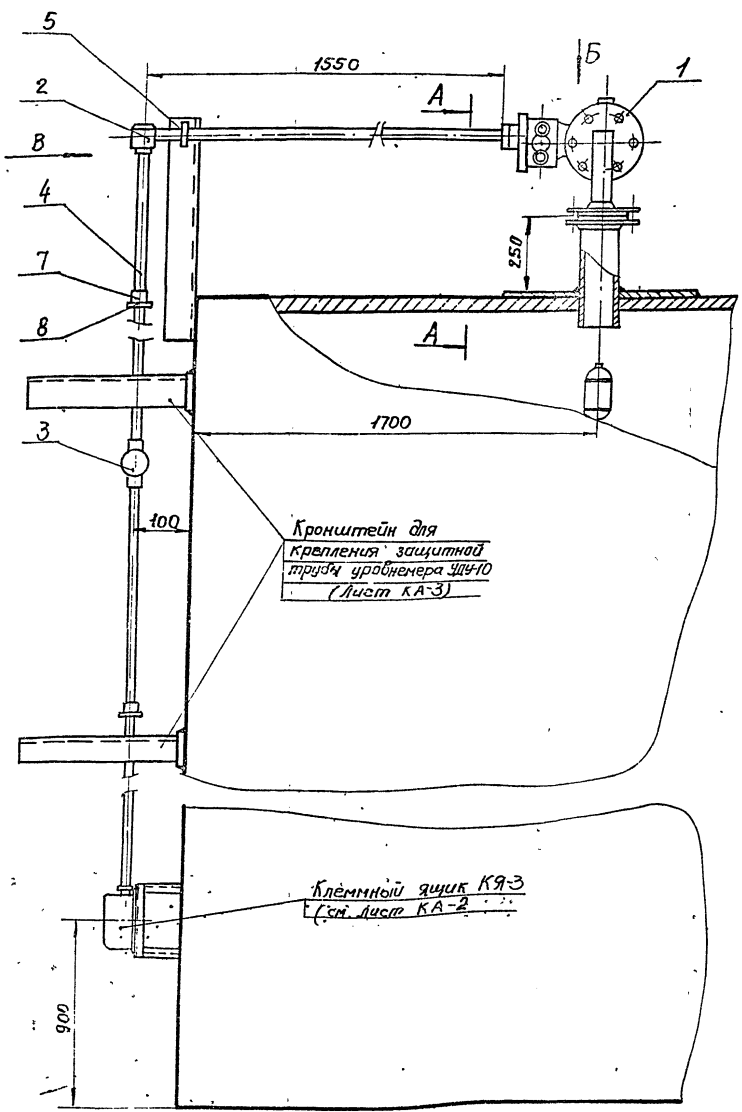 5
1550
Б
1
А
2
В
4
7
250
8
А
1700
3
100
Кронштейн для
крепления защитной
трубы уровнемера УДУ-10
(Лист КА-3)
Клеммный ящик КЯ-3
(см. лист КА-2
900